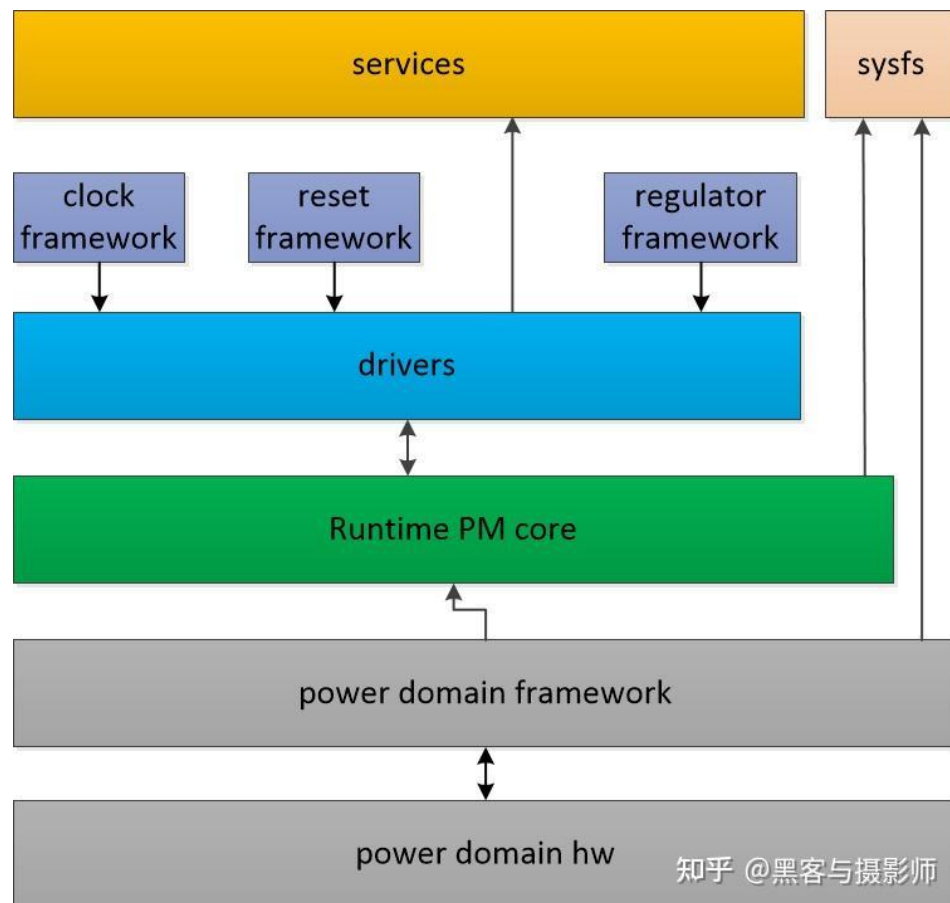 services
sysfs
clock
framework
reset
framework
regulator
framework
drivers
Runtime PM core
power domain framework
power domain hw
知乎 @黑客与摄影师